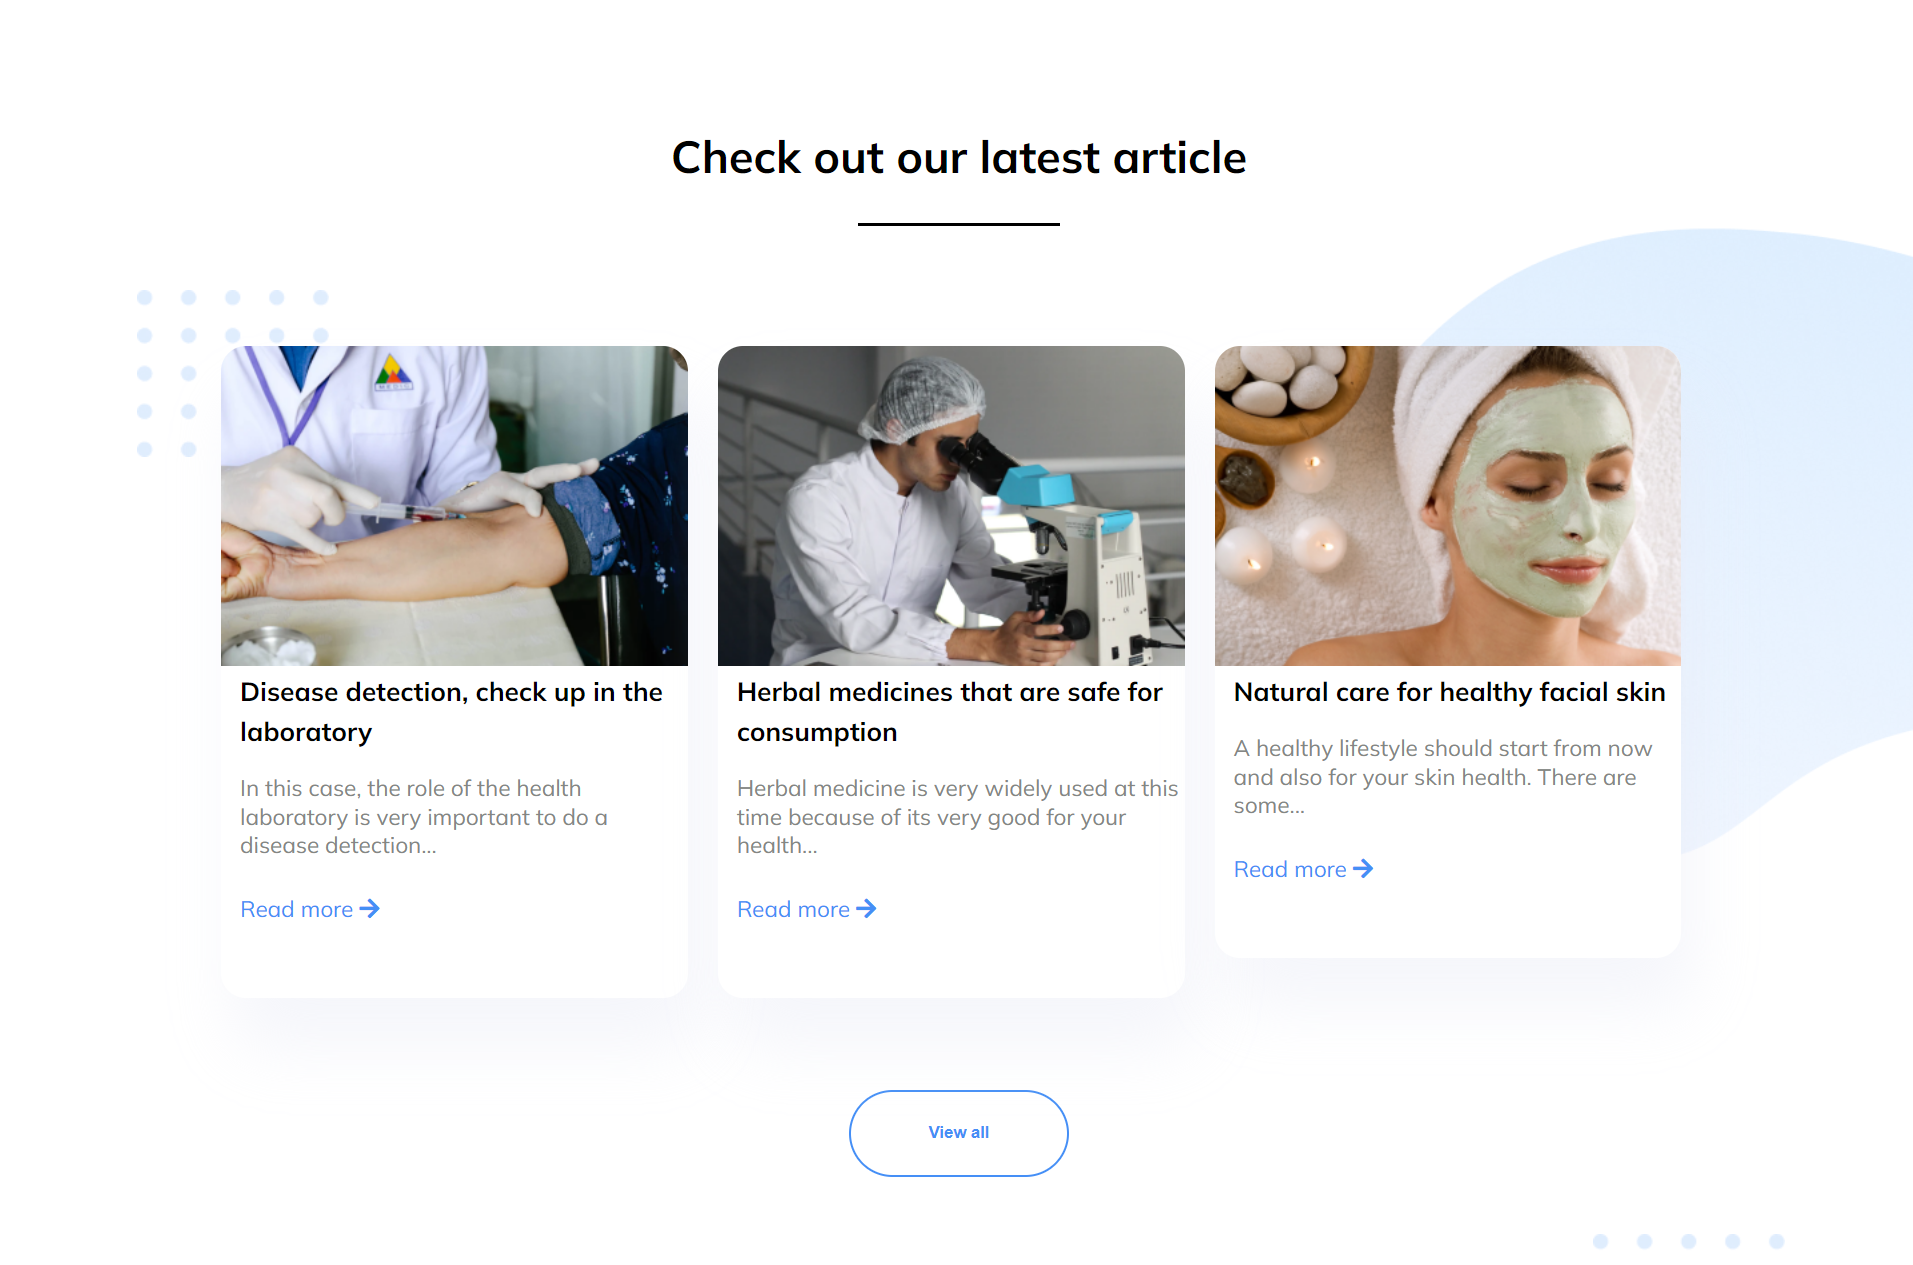 Check out our latest article
Disease detection, check up in the
laboratory
In this case, the role of the health
laboratory is very important to do a
disease detection...
Read more
Herbal medicines that are safe for
consumption
Herbal medicine is very widely used at this
time because of its very good for your
health...
Read more
Natural care for healthy facial skin
A healthy lifestyle should start from now
and also for your skin health. There are
some...
Read more
View all